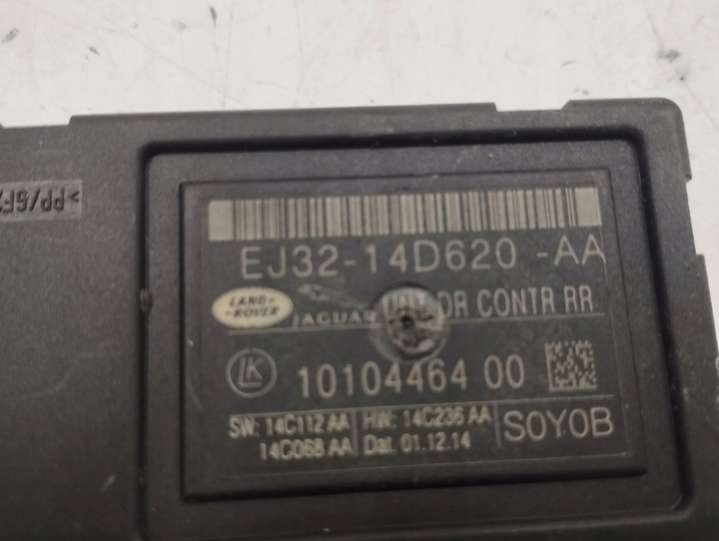 EJ32-14D620-AA
LAND-
-ROVER
JAGUAR
DR CONTR RR
LK
10104464 00
SW: 14C112 AA
HW: 14C236 AA
14C068 AA
Dat. 01.12.14
S0Y0B